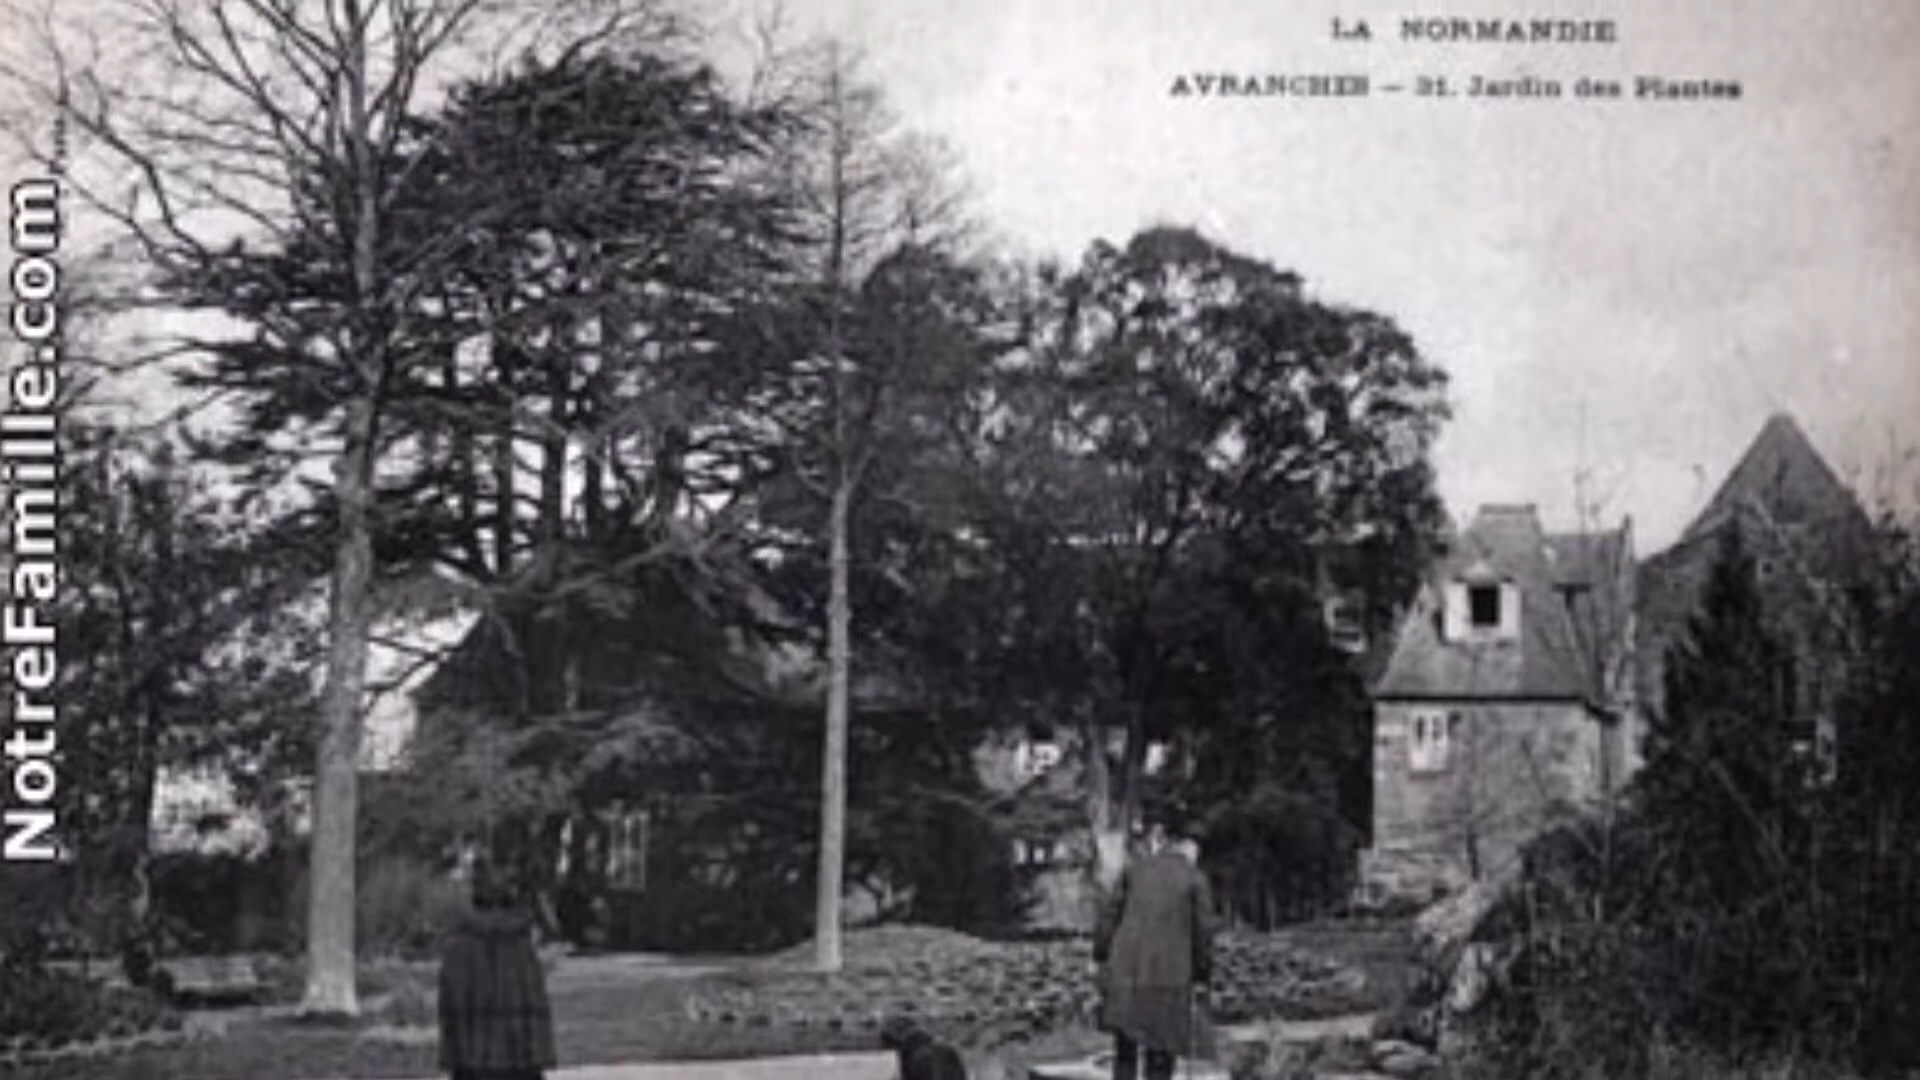 LA NORMANDIE
AVRANCHES — 31. Jardin des Plantes
NotreFamille.com